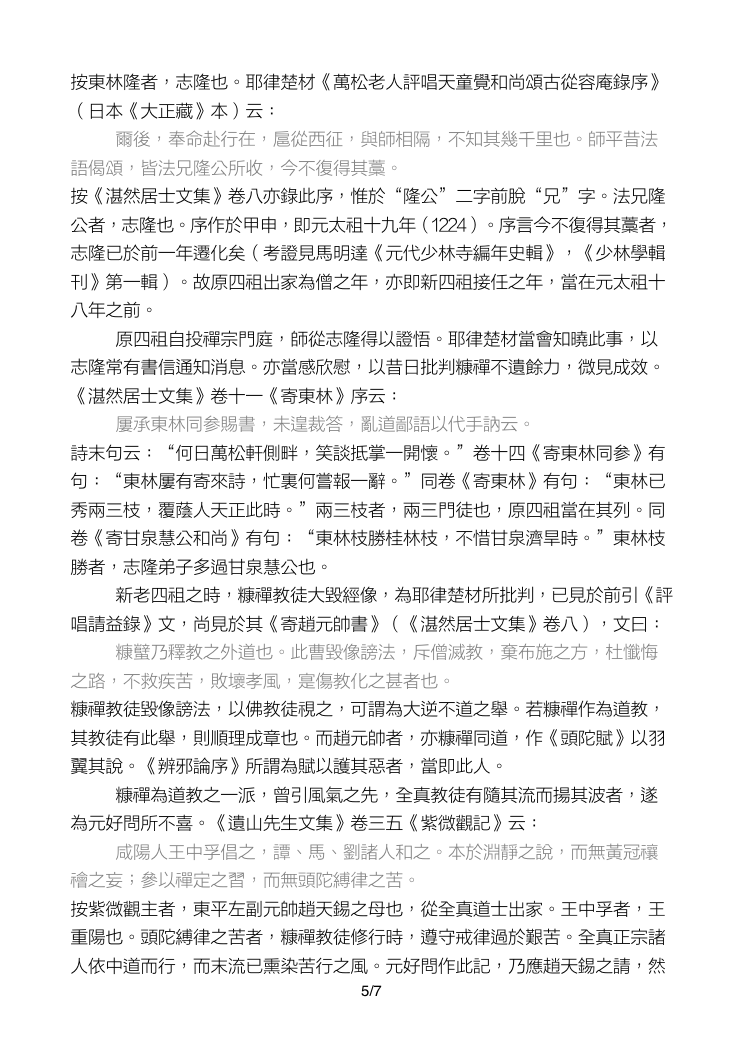 按東林隆者，志隆也。耶律楚材《萬松老人評唱天童覺和尚頌古從容庵錄序》
（日本《大正藏》本）云：
爾後，奉命赴行在，扈從西征，與師相隔，不知其幾千里也。師平昔法
語偈頌，皆法兄隆公所收，今不復得其藁。
按《湛然居士文集》卷八亦錄此序，惟於“隆公”二字前脫“兄”字。法兄隆
公者，志隆也。序作於甲申，即元太祖十九年（1224）。序言今不復得其藁者，
志隆已於前一年遷化矣（考證見馬明達《元代少林寺編年史輯》，《少林學輯
刊》第一輯）。故原四祖出家為僧之年，亦即新四祖接任之年，當在元太祖十
八年之前。
原四祖自投禪宗門庭，師從志隆得以證悟。耶律楚材當會知曉此事，以
志隆常有書信通知消息。亦當感欣慰，以昔日批判糠禪不遺餘力，微見成效。
《湛然居士文集》卷十一《寄東林》序云：
屢承東林同参賜書，未遑裁答，亂道鄙語以代手訥云。
詩末句云：“何日萬松軒側畔，笑談抵掌一開懷。”卷十四《寄東林同参》有
句：“東林屢有寄來詩，忙裏何嘗報一辭。”同卷《寄東林》有句：“東林已
秀兩三枝，覆蔭人天正此時。”兩三枝者，兩三門徒也，原四祖當在其列。同
卷《寄甘泉慧公和尚》有句：“東林枝勝桂林枝，不惜甘泉濟旱時。”東林枝
勝者，志隆弟子多過甘泉慧公也。
新老四祖之時，糠禪教徒大毀經像，為耶律楚材所批判，已見於前引《評
唱請益錄》文，尚見於其《寄趙元帥書》（《湛然居士文集》卷八），文曰：
糠孼乃釋教之外道也。此曹毀像謗法，斥僧滅教，棄布施之方，杜懺悔
之路，不救疾苦，敗壞孝風，寔傷教化之甚者也。
糠禪教徒毀像謗法，以佛教徒視之，可謂為大逆不道之舉。若糠禪作為道教，
其教徒有此舉，則順理成章也。而趙元帥者，亦糠禪同道，作《頭陀賦》以羽
翼其說。《辨邪論序》所謂為賦以護其惡者，當即此人。
糠禪為道教之一派，曾引風氣之先，全真教徒有隨其流而揚其波者，遂
為元好問所不喜。《遺山先生文集》卷三五《紫微觀記》云：
咸陽人王中孚倡之，譚、馬、劉諸人和之。本於淵靜之說，而無黃冠禳
禬之妄；參以禪定之習，而無頭陀縛律之苦。
按紫微觀主者，東平左副元帥趙天錫之母也，從全真道士出家。王中孚者，王
重陽也。頭陀縛律之苦者，糠禪教徒修行時，遵守戒律過於艱苦。全真正宗諸
人依中道而行，而末流已熏染苦行之風。元好問作此記，乃應趙天錫之請，然
5/7